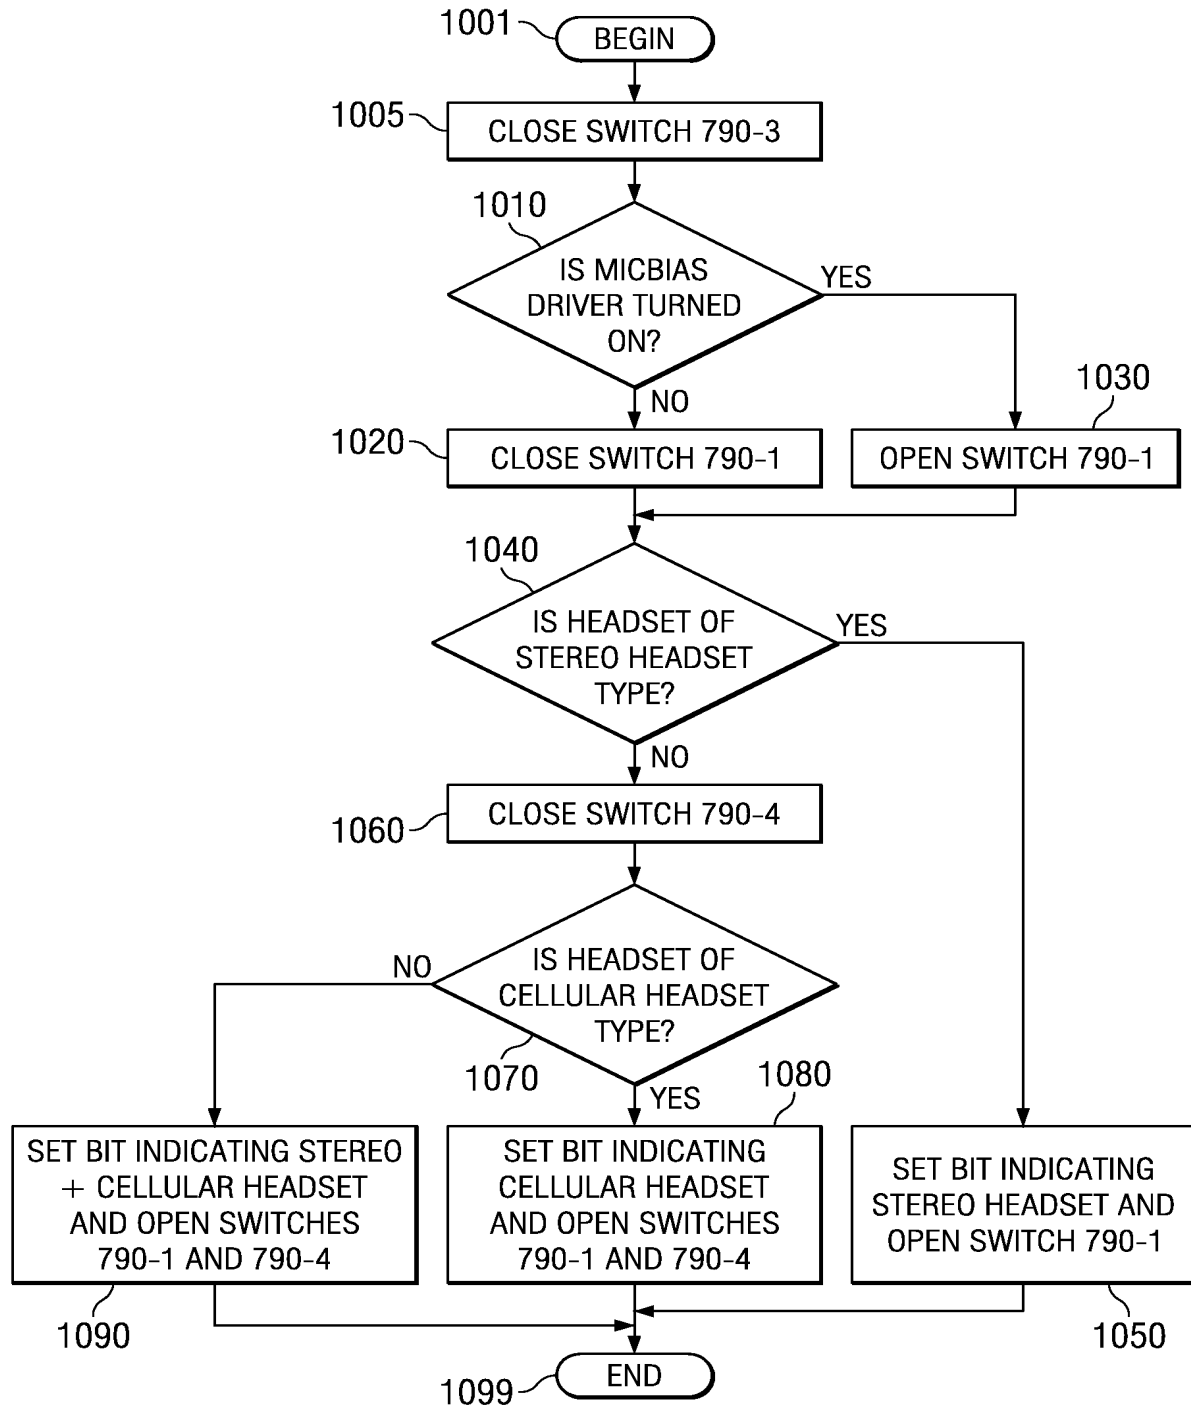 1001
BEGIN
1005
CLOSE SWITCH 790-3
1010
IS MICBIAS
DRIVER TURNED
ON?
YES
NO
1030
1020
CLOSE SWITCH 790-1
OPEN SWITCH 790-1
1040
IS HEADSET OF
STEREO HEADSET
TYPE?
YES
NO
1060
CLOSE SWITCH 790-4
IS HEADSET OF
CELLULAR HEADSET
TYPE?
NO
1070
YES
1080
SET BIT INDICATING STEREO
+ CELLULAR HEADSET
AND OPEN SWITCHES
790-1 AND 790-4
SET BIT INDICATING
CELLULAR HEADSET
AND OPEN SWITCHES
790-1 AND 790-4
SET BIT INDICATING
STEREO HEADSET AND
OPEN SWITCH 790-1
1090
1050
1099
END